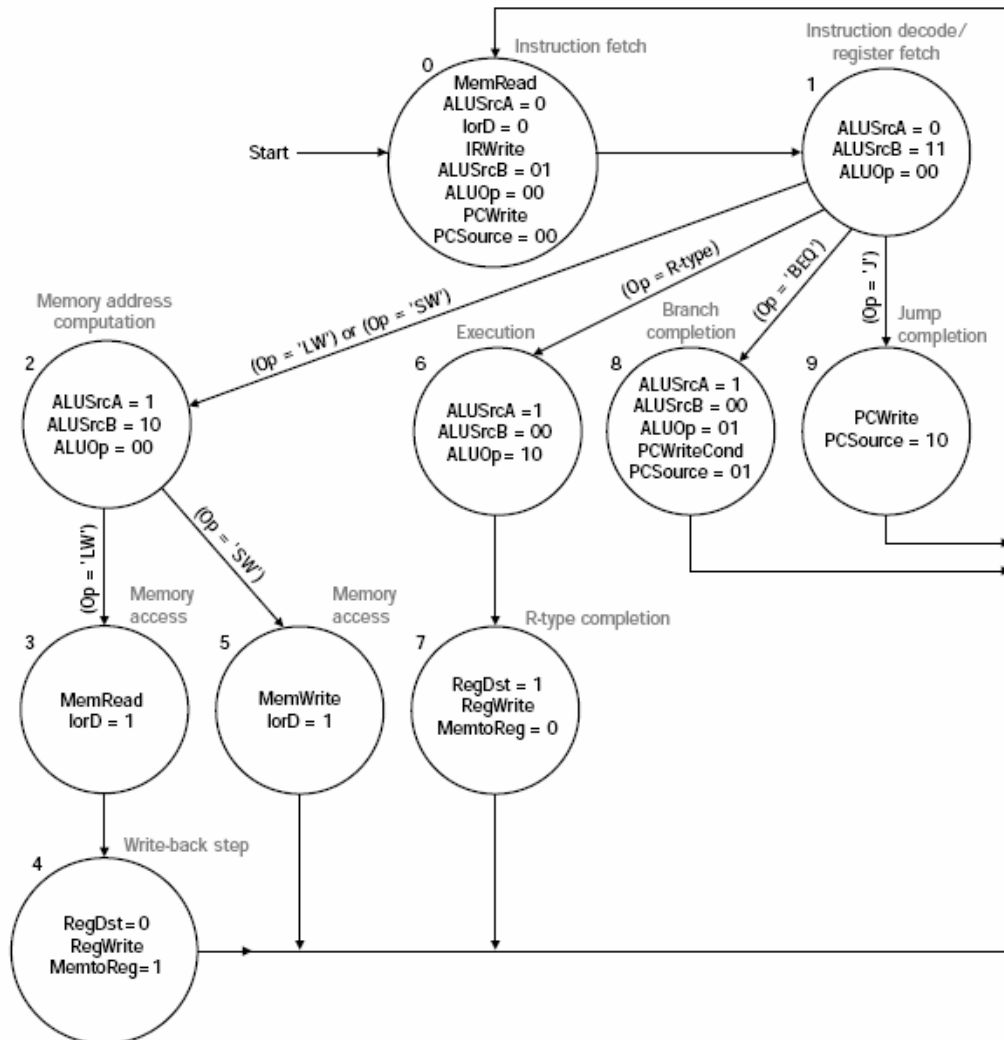 Instruction fetch
0
MemRead
ALUSrcA = 0
IorD = 0
IRWrite
ALUSrcB = 01
ALUOp = 00
PCWrite
PCSource = 00
Start
Instruction decode/
register fetch
1
ALUSrcA = 0
ALUSrcB = 11
ALUOp = 00
(Op = 'LW') or (Op = 'SW')
(Op = R-type)
(Op = 'BEQ')
(Op = 'J')
Memory address
computation
2
ALUSrcA = 1
ALUSrcB = 10
ALUOp = 00
Execution
6
ALUSrcA =1
ALUSrcB = 00
ALUOp= 10
Branch
completion
8
ALUSrcA = 1
ALUSrcB = 00
ALUOp = 01
PCWriteCond
PCSource = 01
Jump
completion
9
PCWrite
PCSource = 10
(Op = 'LW')
(Op = 'SW')
Memory
access
3
MemRead
IorD = 1
Memory
access
5
MemWrite
IorD = 1
R-type completion
7
RegDst = 1
RegWrite
MemtoReg = 0
Write-back step
4
RegDst=0
RegWrite
MemtoReg=1